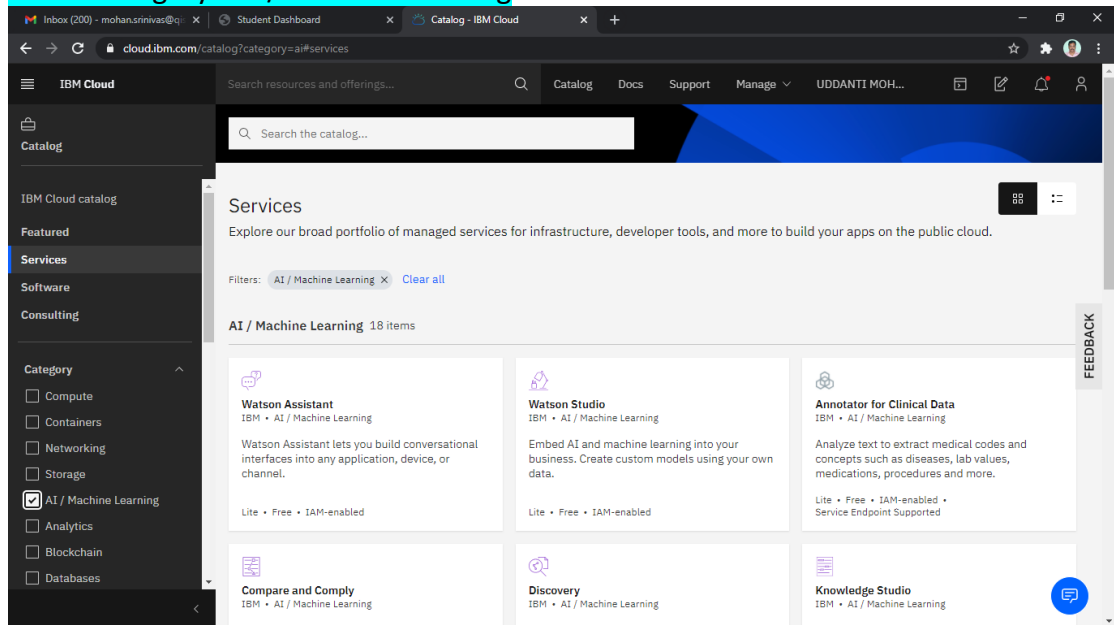 Inbox (200) - mohan.srinivas@qi
Student Dashboard
Catalog - IBM Cloud
cloud.ibm.com/catalog?category=ai#services
IBM Cloud
Search resources and offerings...
Catalog
Docs
Support
Manage
UDDANTI MOH...
Catalog
Search the catalog...
IBM Cloud catalog
Featured
Services
Software
Consulting
Category
Compute
Containers
Networking
Storage
AI / Machine Learning
Analytics
Blockchain
Databases
Services
Explore our broad portfolio of managed services for infrastructure, developer tools, and more to build your apps on the public cloud.
Filters: AI / Machine Learning × Clear all
AI / Machine Learning 18 items
Watson Assistant
IBM • AI / Machine Learning
Watson Assistant lets you build conversational
interfaces into any application, device, or
channel.
Lite • Free • IAM-enabled
Watson Studio
IBM • AI / Machine Learning
Embed AI and machine learning into your
business. Create custom models using your own
data.
Lite • Free • IAM-enabled
Annotator for Clinical Data
IBM • AI / Machine Learning
Analyze text to extract medical codes and
concepts such as diseases, lab values,
medications, procedures and more.
Lite • Free • IAM-enabled •
Service Endpoint Supported
Compare and Comply
IBM • AI / Machine Learning
Discovery
IBM • AI / Machine Learning
Knowledge Studio
IBM • AI / Machine Learning
FEEDBACK